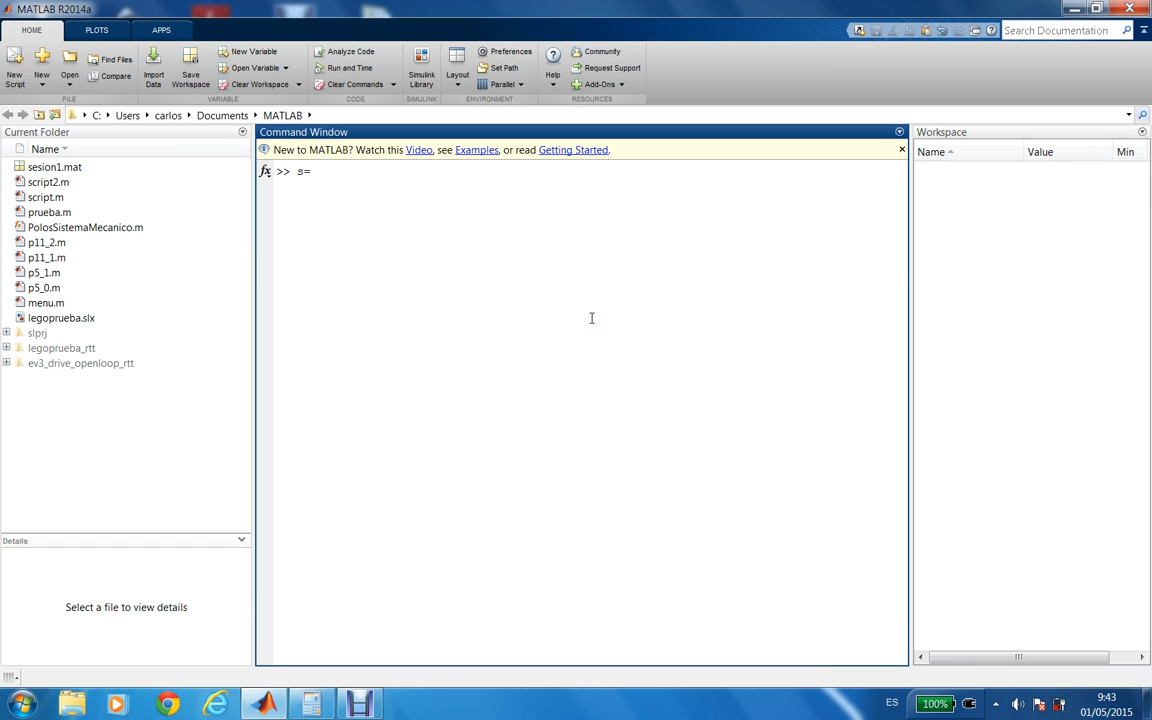 MATLAB R2014a
HOME
PLOTS
APPS
Search Documentation
New Script
New
Open
Find Files
Compare
Import Data
Save Workspace
New Variable
Open Variable
Clear Workspace
Analyze Code
Run and Time
Clear Commands
Simulink Library
Layout
Preferences
Set Path
Parallel
Help
Community
Request Support
Add-Ons
FILE
VARIABLE
CODE
SIMULINK
ENVIRONMENT
RESOURCES
C: Users carlos Documents MATLAB
Current Folder
Name
sesion1.mat
script2.m
script.m
prueba.m
PolosSistemaMecanico.m
p11_2.m
p11_1.m
p5_1.m
p5_0.m
menu.m
legoprueba.slx
slprj
legoprueba_rtt
ev3_drive_openloop_rtt
Details
Select a file to view details
Command Window
New to MATLAB? Watch this Video, see Examples, or read Getting Started.
fx >> s=
Workspace
Name Value Min
ES
100%
9:43
01/05/2015